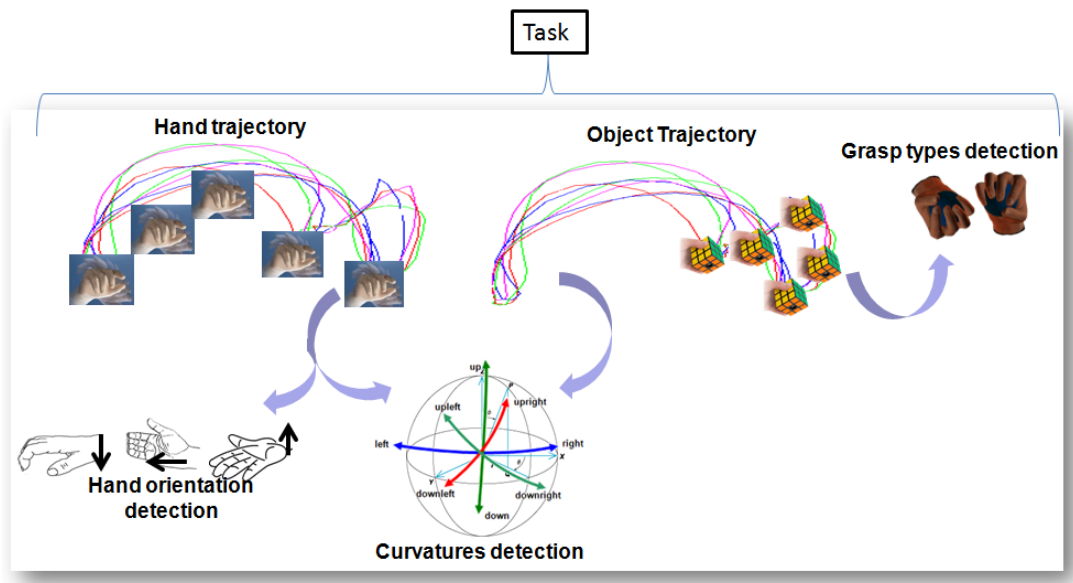 Task
Hand trajectory
Object Trajectory
Grasp types detection
up
Z
P
upleft
upright
θ
left
right
X
Y
downleft
downright
down
Hand orientation
detection
Curvatures detection